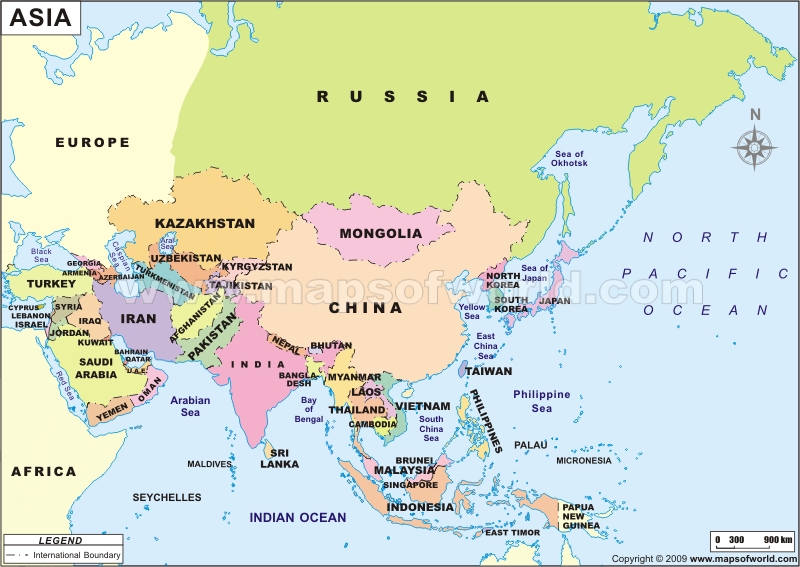 ASIA
N
RUSSIA
EUROPE
Sea of
Okhotsk
KAZAKHSTAN
MONGOLIA
NORTH
PACIFIC
OCEAN
Black
Sea
Caspian
Sea
Aral
Sea
GEORGIA
ARMENIA
AZERBAIJAN
UZBEKISTAN
KYRGYZSTAN
TURKMENISTAN
TAJIKISTAN
TURKEY
www.mapsofworld.com
NORTH
KOREA
Sea of
Japan
SOUTH
KOREA
JAPAN
CYPRUS
LEBANON
ISRAEL
SYRIA
IRAQ
JORDAN
KUWAIT
IRAN
AFGHANISTAN
PAKISTAN
CHINA
Yellow
Sea
East
China
Sea
SAUDI
ARABIA
BAHRAIN
QATAR
U.A.E
OMAN
YEMEN
Red Sea
INDIA
NEPAL
BHUTAN
BANGLA-
DESH
MYANMAR
LAOS
THAILAND
CAMBODIA
VIETNAM
TAIWAN
Arabian
Sea
Bay
of
Bengal
South
China
Sea
PHILIPPINES
Philippine
Sea
PALAU
MICRONESIA
SRI
LANKA
MALDIVES
BRUNEI
MALAYSIA
SINGAPORE
AFRICA
SEYCHELLES
INDIAN OCEAN
INDONESIA
EAST TIMOR
PAPUA
NEW
GUINEA
LEGEND
International Boundary
0 300 900 km
Copyright © 2009 www.mapsofworld.com